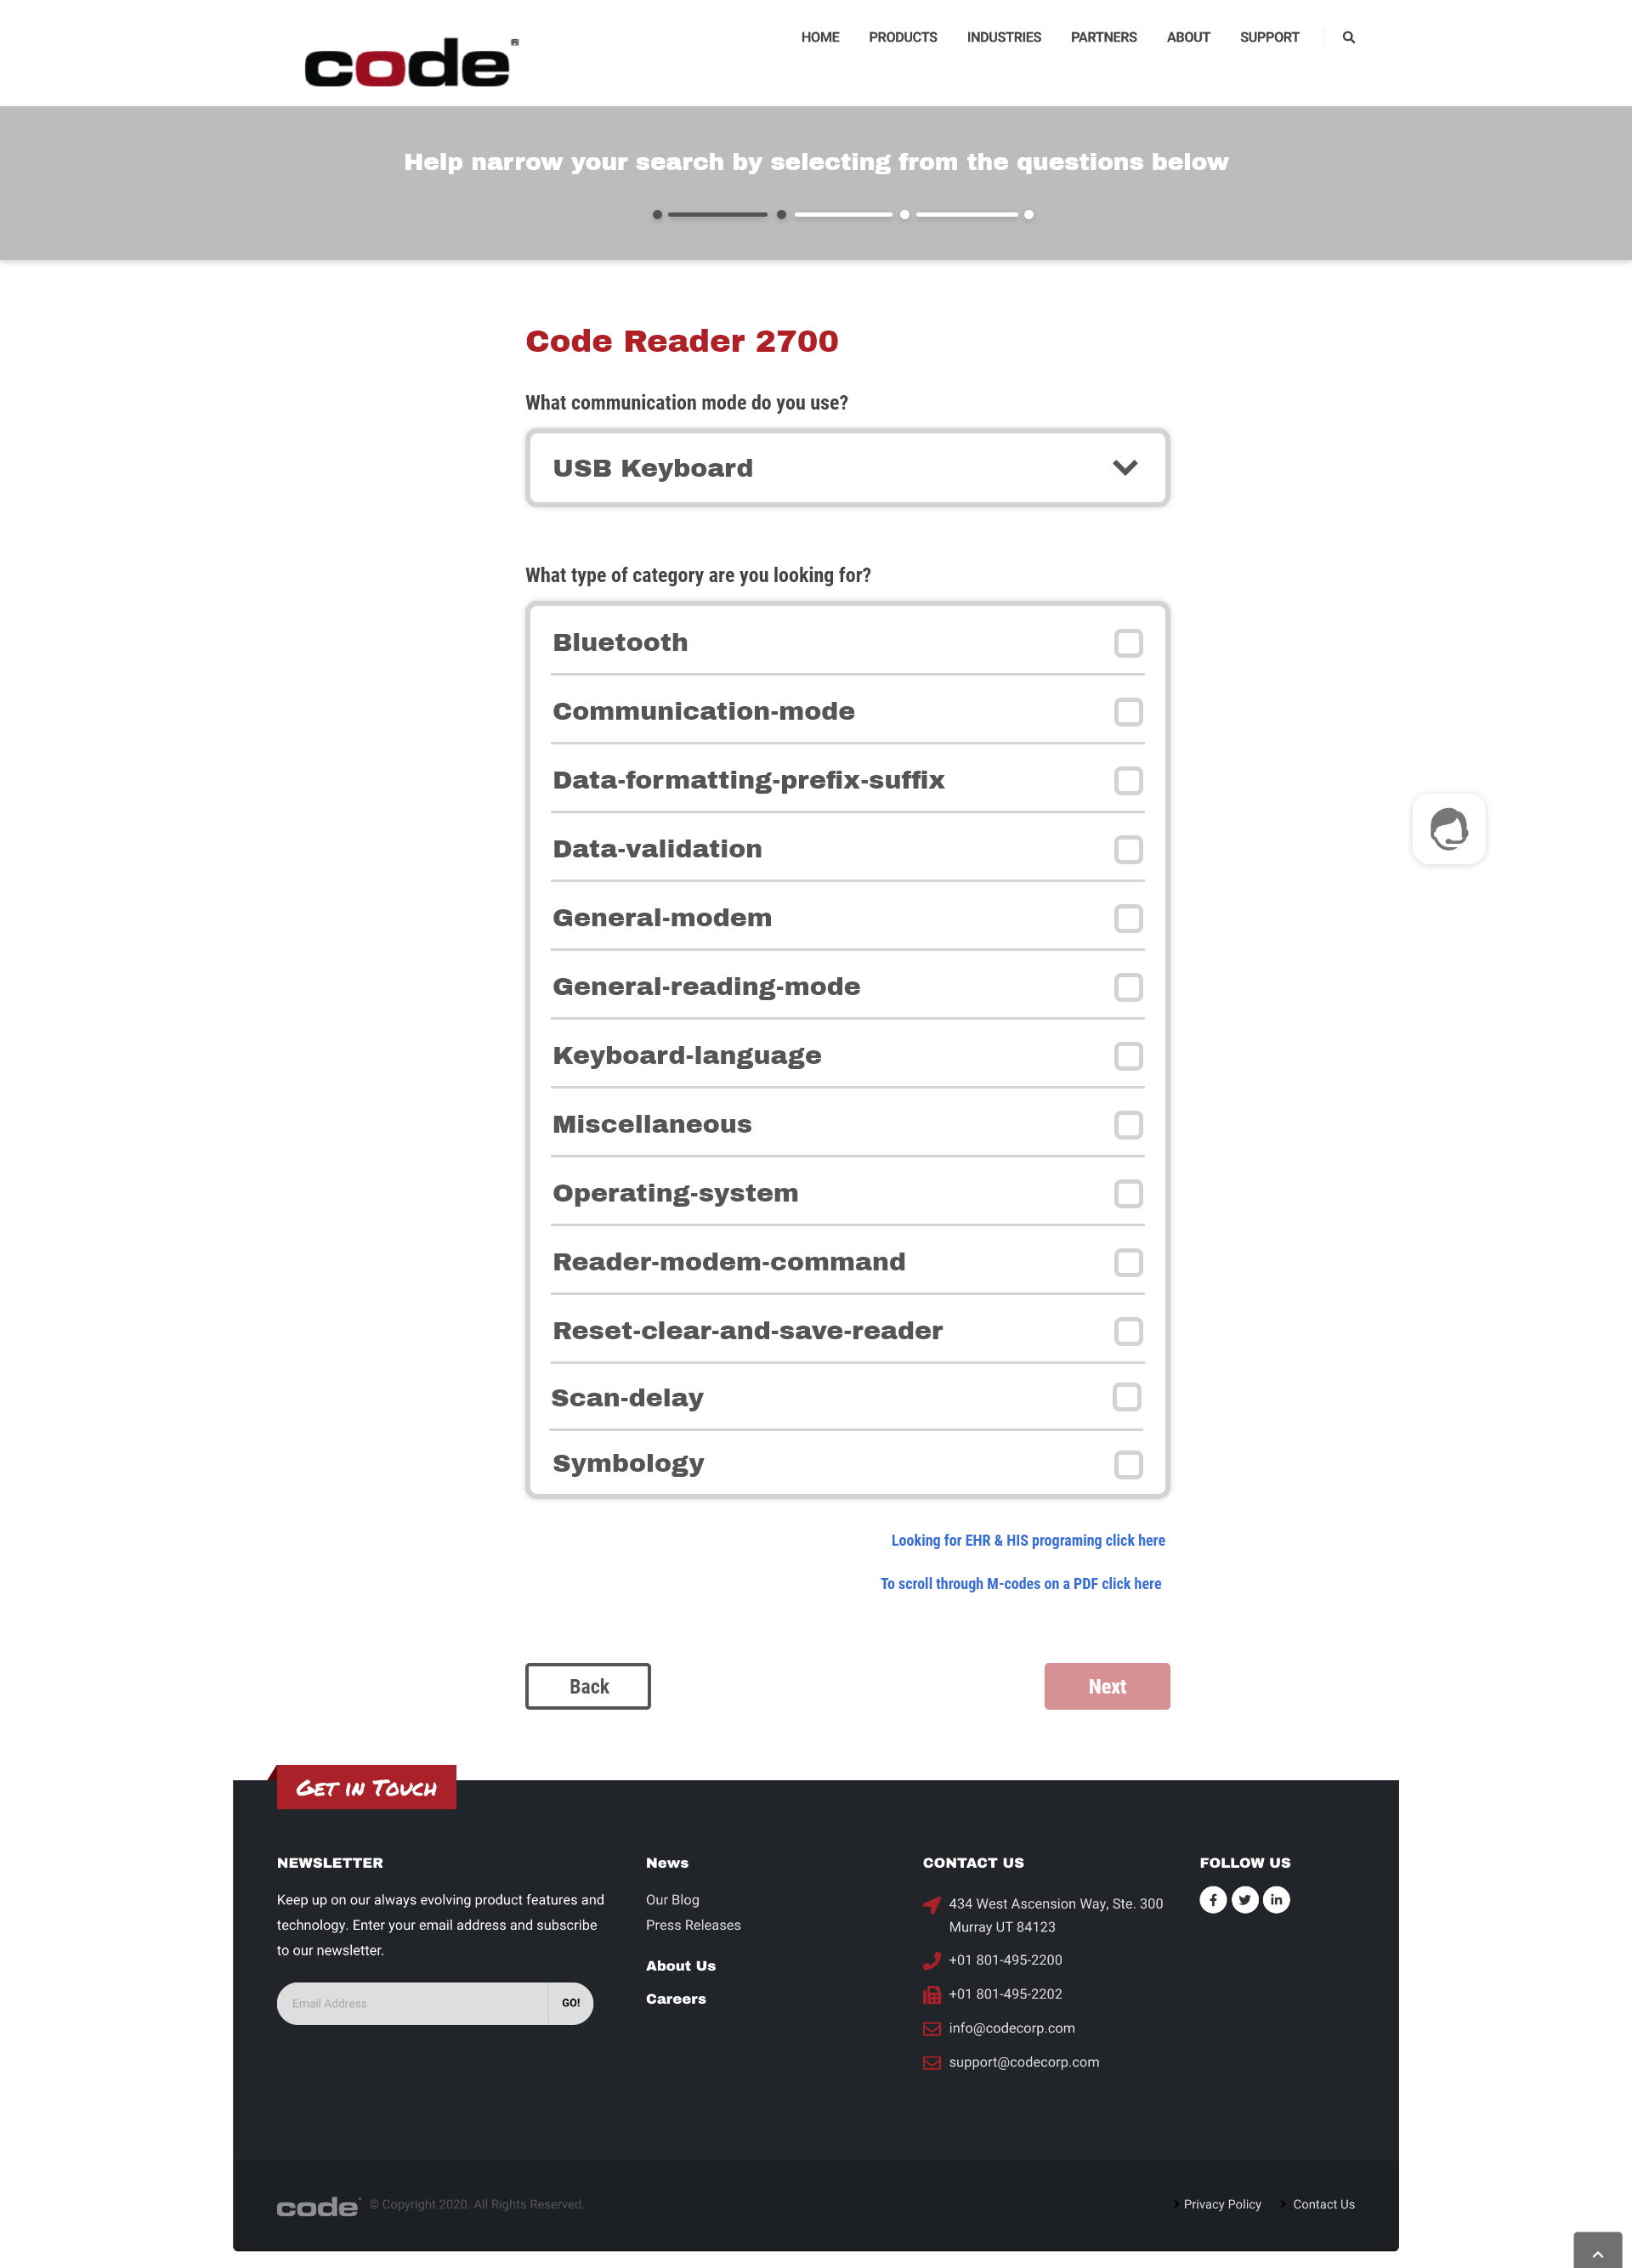 code
HOME PRODUCTS INDUSTRIES PARTNERS ABOUT SUPPORT
Help narrow your search by selecting from the questions below
Code Reader 2700
What communication mode do you use?
USB Keyboard
What type of category are you looking for?
Bluetooth
Communication-mode
Data-formatting-prefix-suffix
Data-validation
General-modem
General-reading-mode
Keyboard-language
Miscellaneous
Operating-system
Reader-modem-command
Reset-clear-and-save-reader
Scan-delay
Symbology
Looking for EHR & HIS programing click here
To scroll through M-codes on a PDF click here
Back
Next
Get in Touch
NEWSLETTER
Keep up on our always evolving product features and
technology. Enter your email address and subscribe
to our newsletter.
Email Address GO!
News
Our Blog
Press Releases
About Us
Careers
CONTACT US
434 West Ascension Way, Ste. 300
Murray UT 84123
+01 801-495-2200
+01 801-495-2202
info@codecorp.com
support@codecorp.com
FOLLOW US
code © Copyright 2020. All Rights Reserved.
Privacy Policy Contact Us